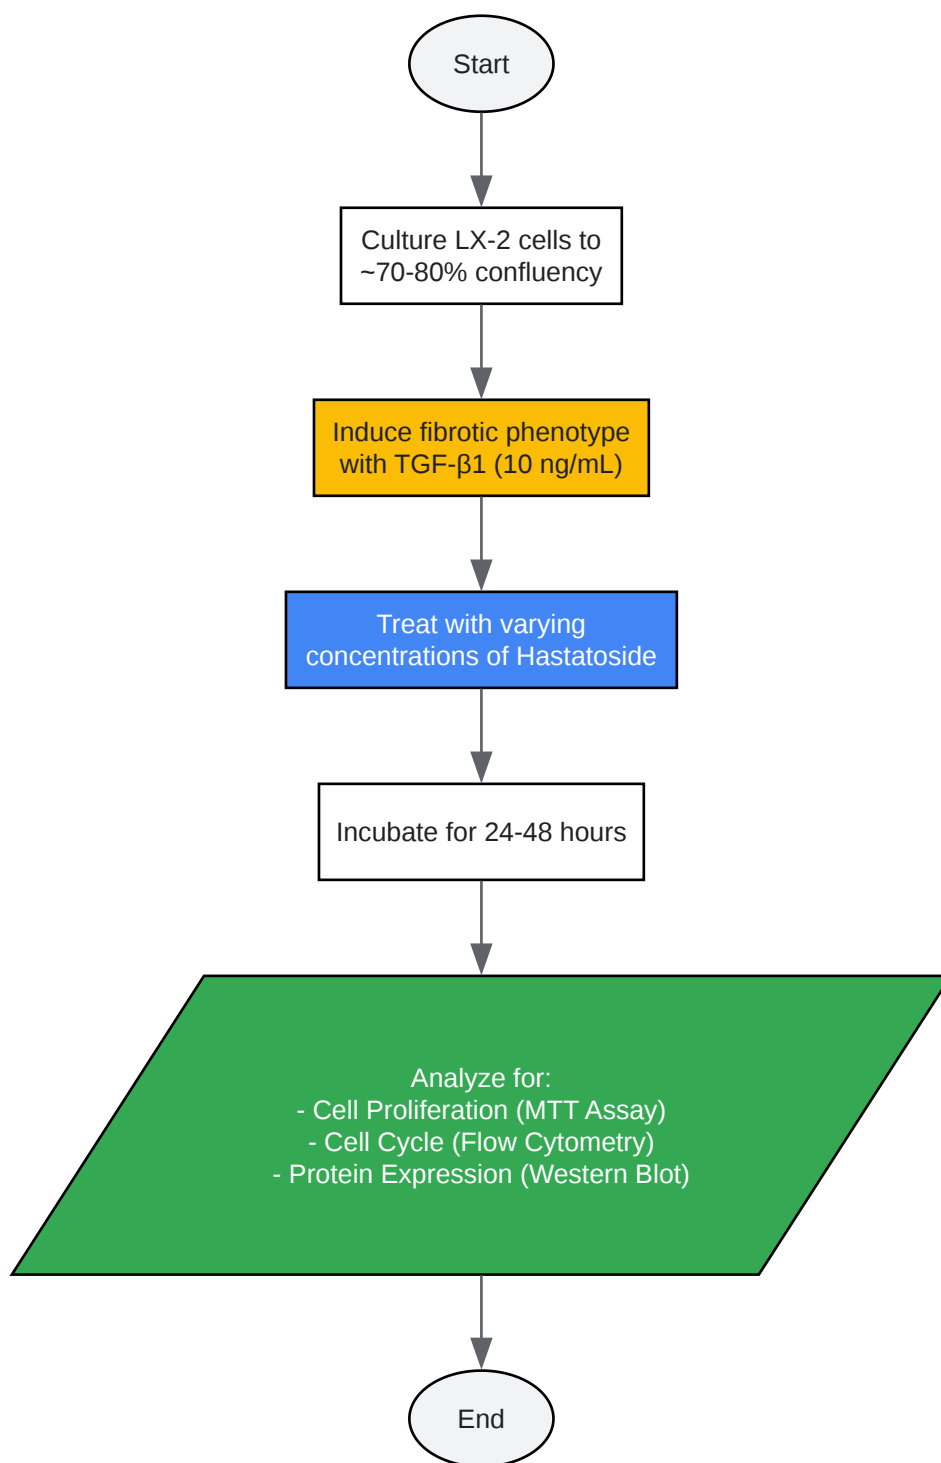 Start
Culture LX-2 cells to
~70-80% confluency
Induce fibrotic phenotype
with TGF-β1 (10 ng/mL)
Treat with varying
concentrations of Hastatoside
Incubate for 24-48 hours
Analyze for:
- Cell Proliferation (MTT Assay)
- Cell Cycle (Flow Cytometry)
- Protein Expression (Western Blot)
End